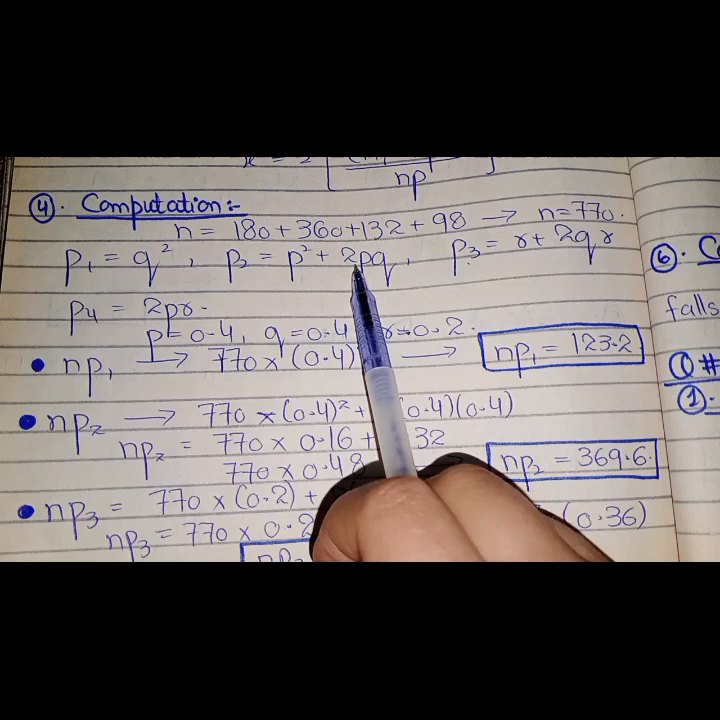 np
(4). Computation:-
n = 180+360+132+98 → n=770.
p₁ = q², p₂ = p² + 2pq, p₃ = r + 2qr
p₄ = 2pr.
p=0.4, q=0.4 r=0.2.
• np₁ → 770 x (0.4) → np₁ = 123.2
• np₂ → 770 x (0.4)² + (0.4)(0.4)
np₂ = 770 x 0.16 + 32
770 x 0.48 np₂ = 369.6.
• np₃ = 770 x (0.2) +
np₃ = 770 x 0.2 (0.36)
np₃
(6). C
falls
Q#
(1).